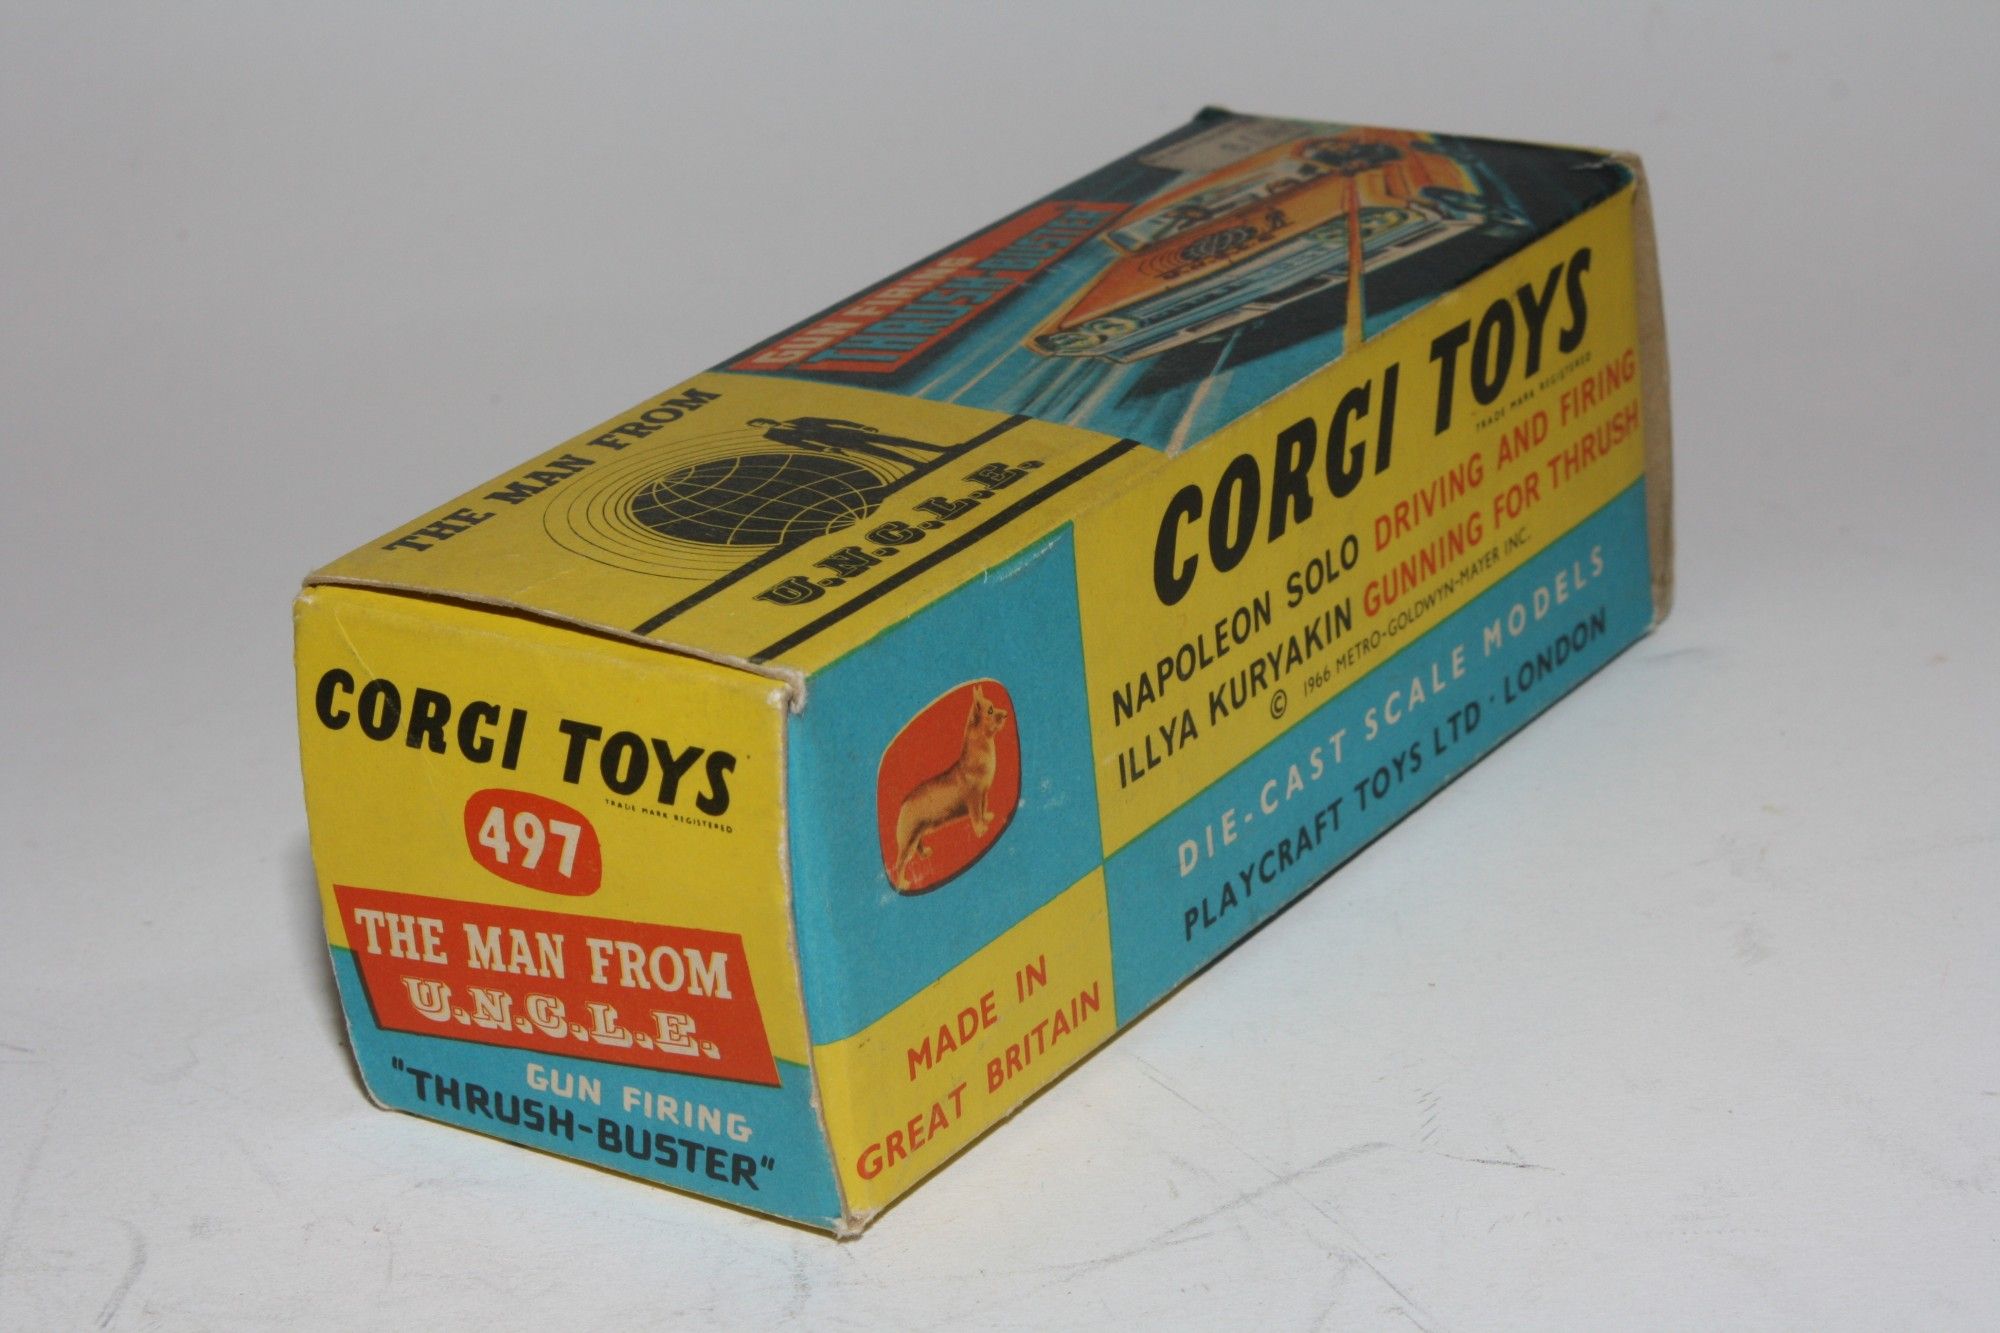 GUN FIRING
THRUSH-BUSTER
THE MAN FROM
U.N.C.L.E.
CORGI TOYS
TRADE MARK REGISTERED
497
THE MAN FROM
U.N.C.L.E.
GUN FIRING
"THRUSH-BUSTER"
CORGI TOYS
TRADE MARK REGISTERED
NAPOLEON SOLO DRIVING AND FIRING
ILLYA KURYAKIN GUNNING FOR THRUSH
© 1966 METRO-GOLDWYN-MAYER INC.
DIE-CAST SCALE MODELS
PLAYCRAFT TOYS LTD · LONDON
MADE IN
GREAT BRITAIN